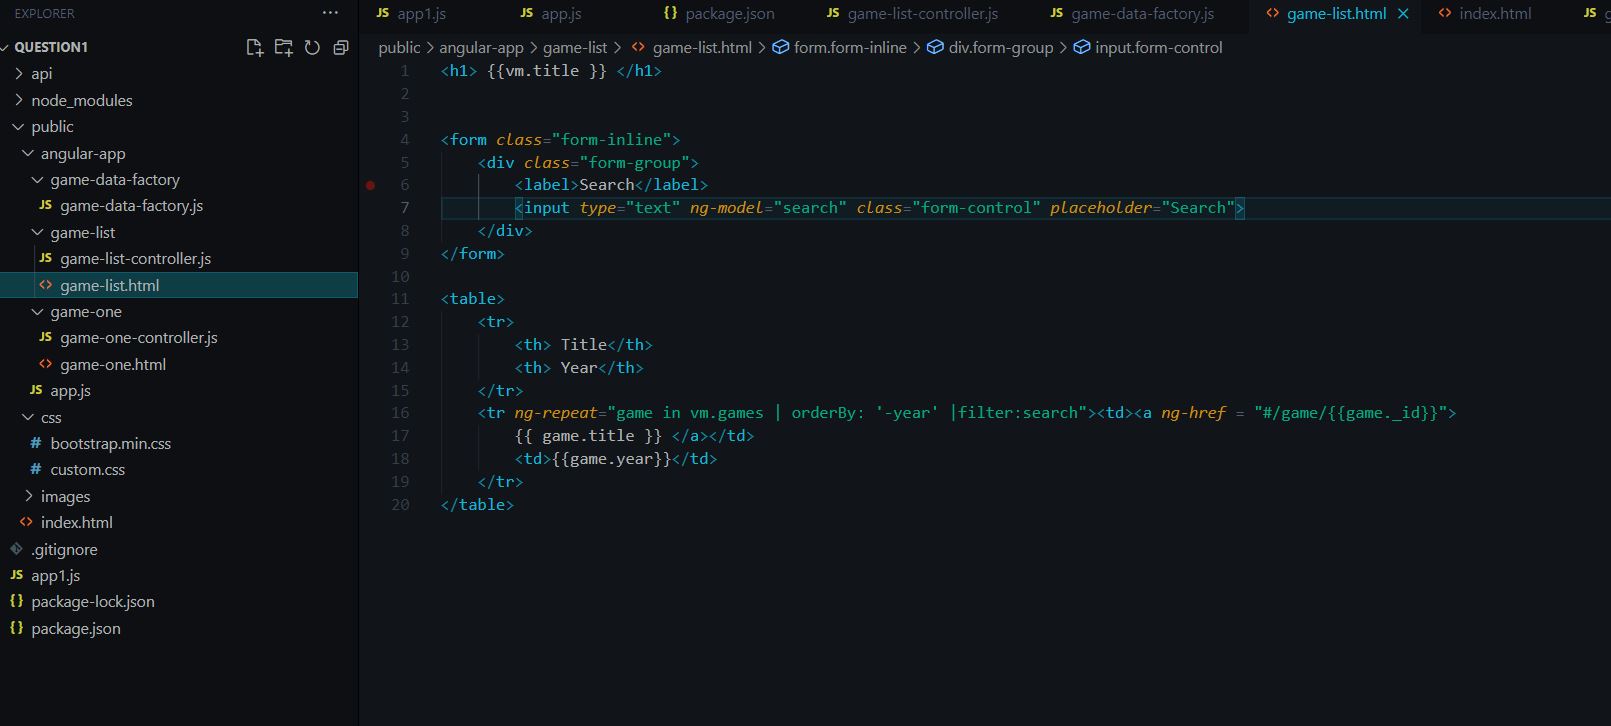 EXPLORER ···
QUESTION1
api
node_modules
public
angular-app
game-data-factory
JS game-data-factory.js
game-list
JS game-list-controller.js
<> game-list.html
game-one
JS game-one-controller.js
<> game-one.html
JS app.js
css
# bootstrap.min.css
# custom.css
images
<> index.html
.gitignore
JS app1.js
{} package-lock.json
{} package.json
JS app1.js JS app.js {} package.json JS game-list-controller.js JS game-data-factory.js <> game-list.html × <> index.html JS
public > angular-app > game-list > <> game-list.html > form.form-inline > div.form-group > input.form-control
1 <h1> {{vm.title }} </h1>
2
3
4 <form class="form-inline">
5 <div class="form-group">
6 <label>Search</label>
7 <input type="text" ng-model="search" class="form-control" placeholder="Search">
8 </div>
9 </form>
10
11 <table>
12 <tr>
13 <th> Title</th>
14 <th> Year</th>
15 </tr>
16 <tr ng-repeat="game in vm.games | orderBy: '-year' |filter:search"><td><a ng-href = "#/game/{{game._id}}">
17 {{ game.title }} </a></td>
18 <td>{{game.year}}</td>
19 </tr>
20 </table>